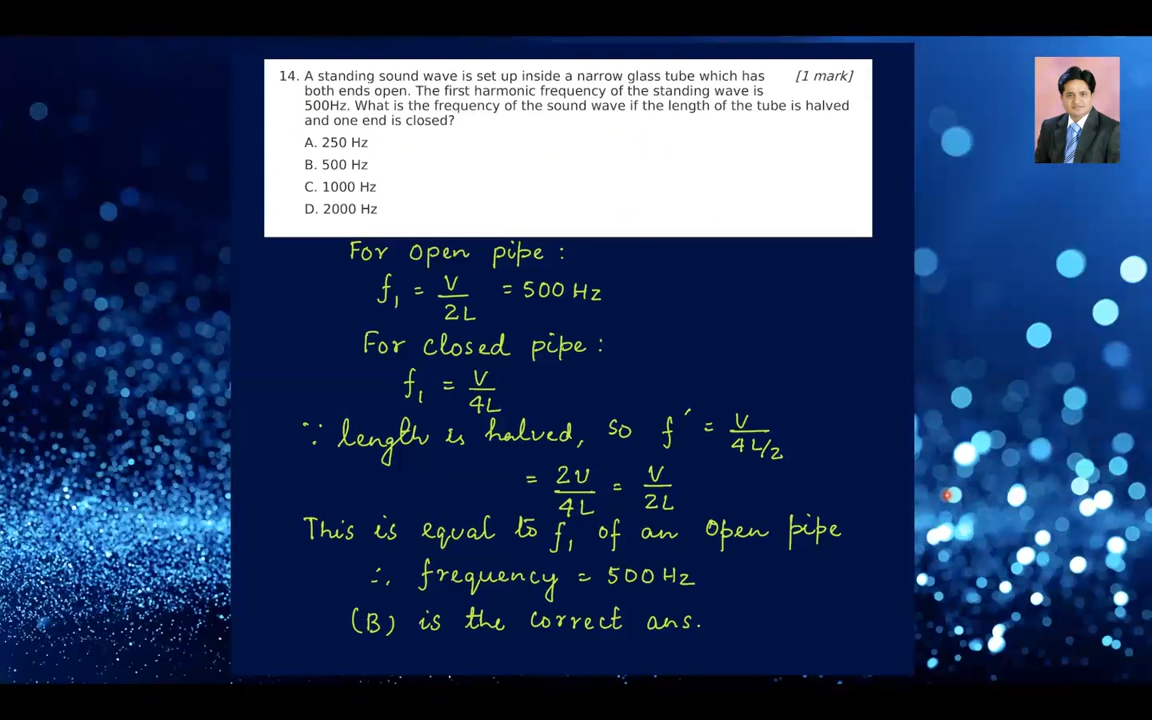 14. A standing sound wave is set up inside a narrow glass tube which has [1 mark]
both ends open. The first harmonic frequency of the standing wave is
500Hz. What is the frequency of the sound wave if the length of the tube is halved
and one end is closed?
A. 250 Hz
B. 500 Hz
C. 1000 Hz
D. 2000 Hz
For open pipe :
f₁ = V/2L = 500 Hz
For closed pipe :
f₁ = V/4L
∵ length is halved, so f′ = V/4L/2
= 2V/4L = V/2L
This is equal to f₁ of an open pipe
∴ frequency = 500 Hz
(B) is the correct ans.